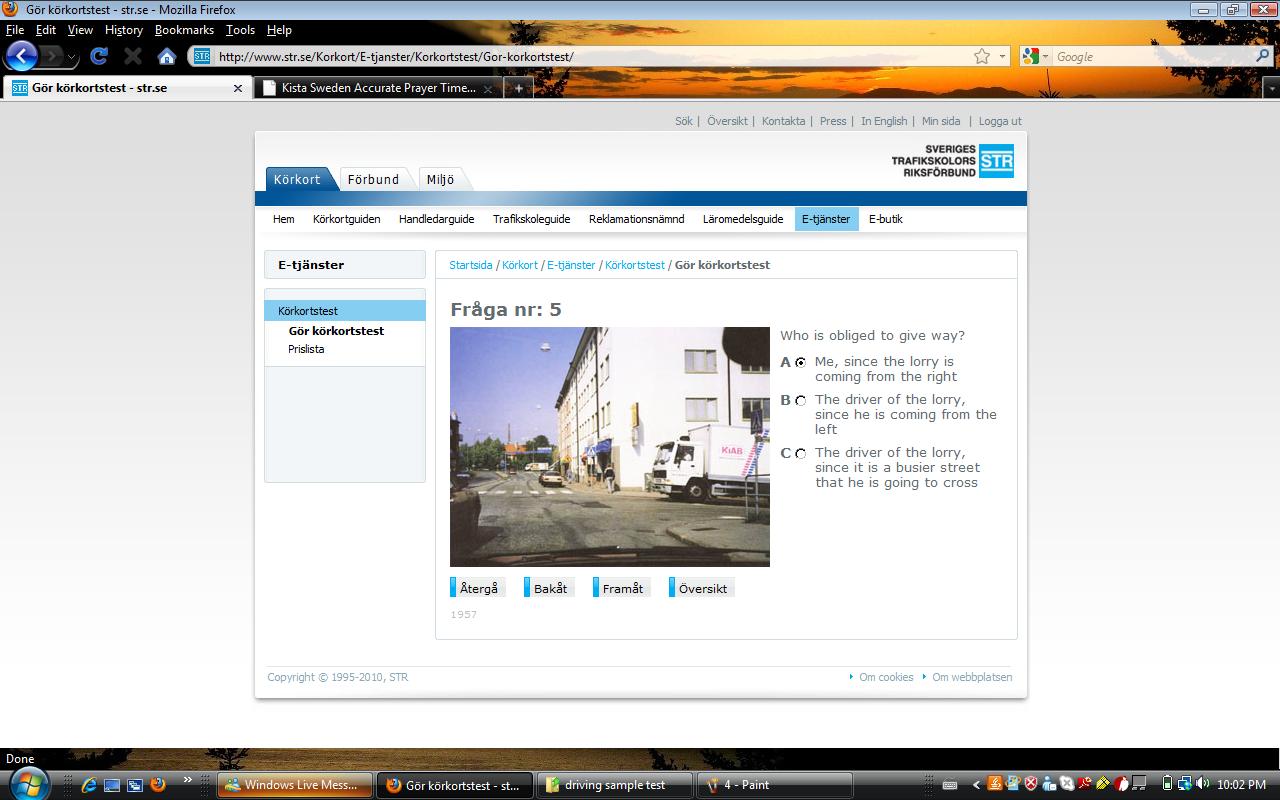 Gör körkortstest - str.se - Mozilla Firefox
File Edit View History Bookmarks Tools Help
STR http://www.str.se/Korkort/E-tjanster/Korkortstest/Gor-korkortstest/ Google
STR Gör körkortstest - str.se Kista Sweden Accurate Prayer Time...
Sök | Översikt | Kontakta | Press | In English | Min sida | Logga ut
SVERIGES
TRAFIKSKOLORS STR
RIKSFÖRBUND
Körkort Förbund Miljö
Hem Körkortguiden Handledarguide Trafikskoleguide Reklamationsnämnd Läromedelsguide E-tjänster E-butik
E-tjänster
Körkortstest
Gör körkortstest
Prislista
Startsida / Körkort / E-tjänster / Körkortstest / Gör körkortstest
Fråga nr: 5
KiAB
Who is obliged to give way?
A Me, since the lorry is
coming from the right
B The driver of the lorry,
since he is coming from the
left
C The driver of the lorry,
since it is a busier street
that he is going to cross
Återgå Bakåt Framåt Översikt
1957
Copyright © 1995-2010, STR Om cookies Om webbplatsen
Done
Windows Live Mess... Gör körkortstest - st... driving sample test 4 - Paint 10:02 PM